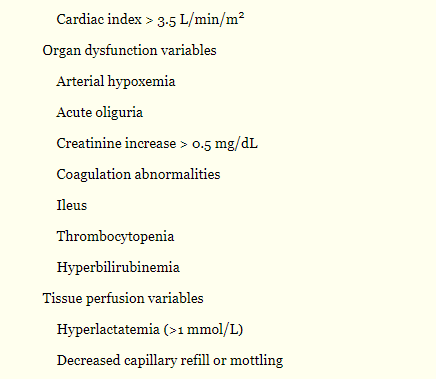 Cardiac index > 3.5 L/min/m²
Organ dysfunction variables
Arterial hypoxemia
Acute oliguria
Creatinine increase > 0.5 mg/dL
Coagulation abnormalities
Ileus
Thrombocytopenia
Hyperbilirubinemia
Tissue perfusion variables
Hyperlactatemia (>1 mmol/L)
Decreased capillary refill or mottling